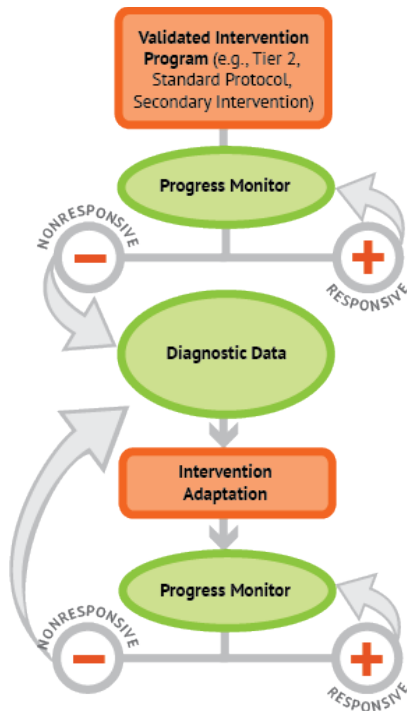 Validated Intervention
Program (e.g., Tier 2,
Standard Protocol,
Secondary Intervention)
Progress Monitor
NONRESPONSIVE
−
+
RESPONSIVE
Diagnostic Data
Intervention
Adaptation
Progress Monitor
NONRESPONSIVE
−
+
RESPONSIVE